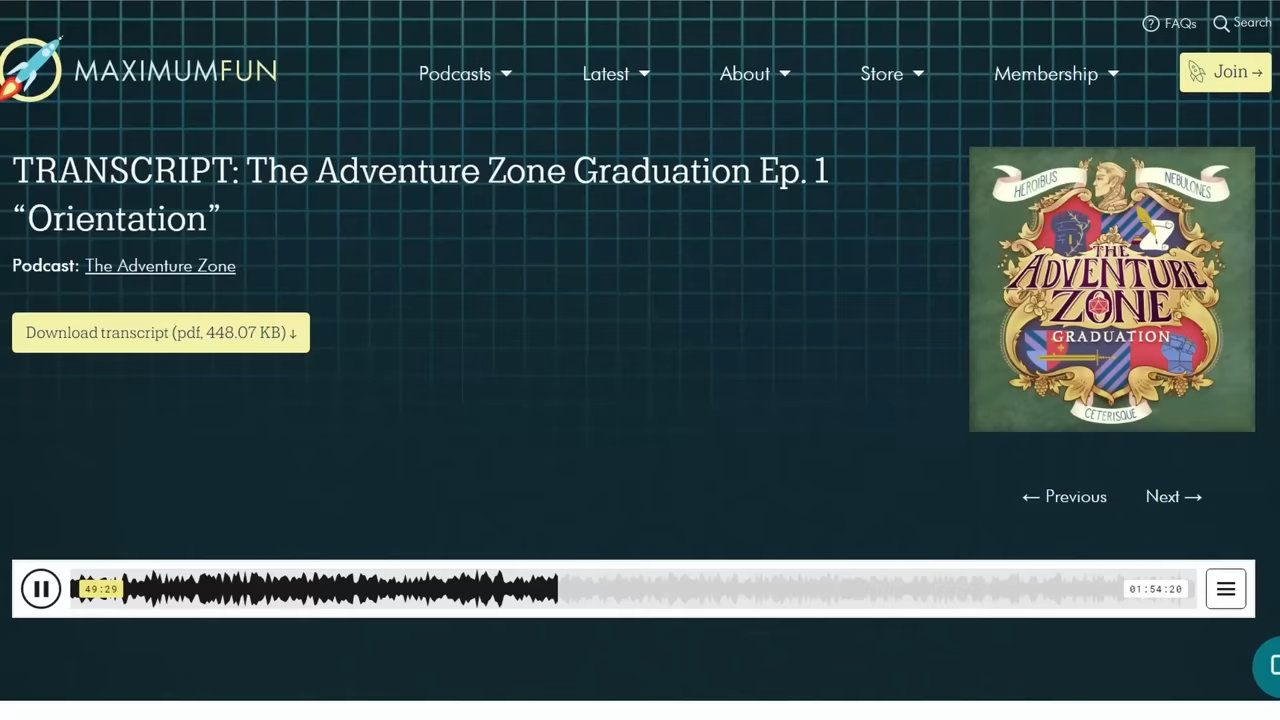 FAQs Search
MAXIMUMFUN
Podcasts Latest About Store Membership Join →
TRANSCRIPT: The Adventure Zone Graduation Ep. 1
“Orientation”
Podcast: The Adventure Zone
Download transcript (pdf, 448.07 KB) ↓
HEROIBUS NEBULONES
THE
ADVENTURE
ZONE
GRADUATION
CETERISQUE
← Previous Next →
49:29 01:54:20